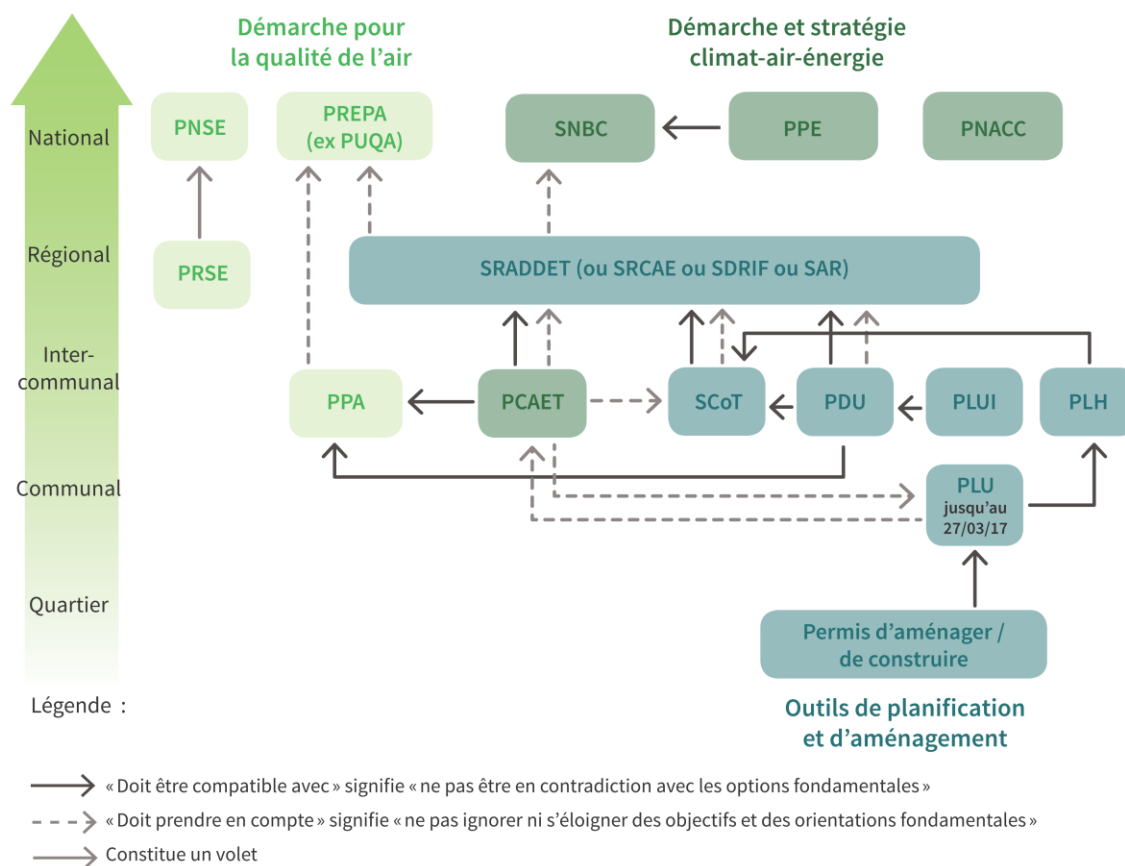 Démarche pour
la qualité de l’air
Démarche et stratégie
climat-air-énergie
National
PNSE
PREPA
(ex PUQA)
SNBC
PPE
PNACC
Régional
PRSE
SRADDET (ou SRCAE ou SDRIF ou SAR)
Inter-
communal
PPA
PCAET
SCoT
PDU
PLUI
PLH
Communal
PLU
jusqu’au
27/03/17
Quartier
Permis d’aménager /
de construire
Légende :
Outils de planification
et d’aménagement
« Doit être compatible avec » signifie « ne pas être en contradiction avec les options fondamentales »
« Doit prendre en compte » signifie « ne pas ignorer ni s’éloigner des objectifs et des orientations fondamentales »
Constitue un volet